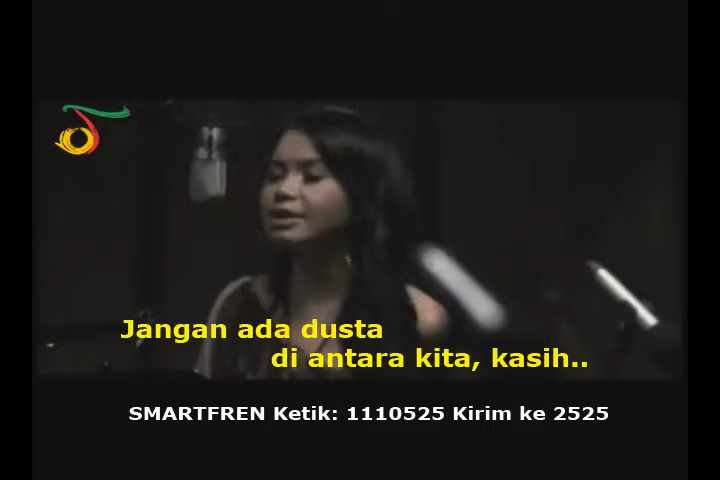 Jangan ada dusta
di antara kita, kasih..
SMARTFREN Ketik: 1110525 Kirim ke 2525